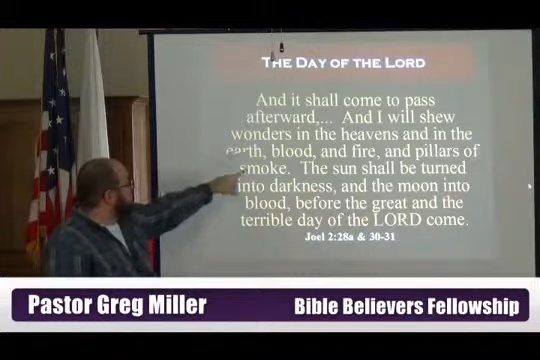 The Day of the Lord
And it shall come to pass
afterward,... And I will shew
wonders in the heavens and in the
earth, blood, and fire, and pillars of
smoke. The sun shall be turned
into darkness, and the moon into
blood, before the great and the
terrible day of the LORD come.
Joel 2:28a & 30-31
Pastor Greg Miller
Bible Believers Fellowship